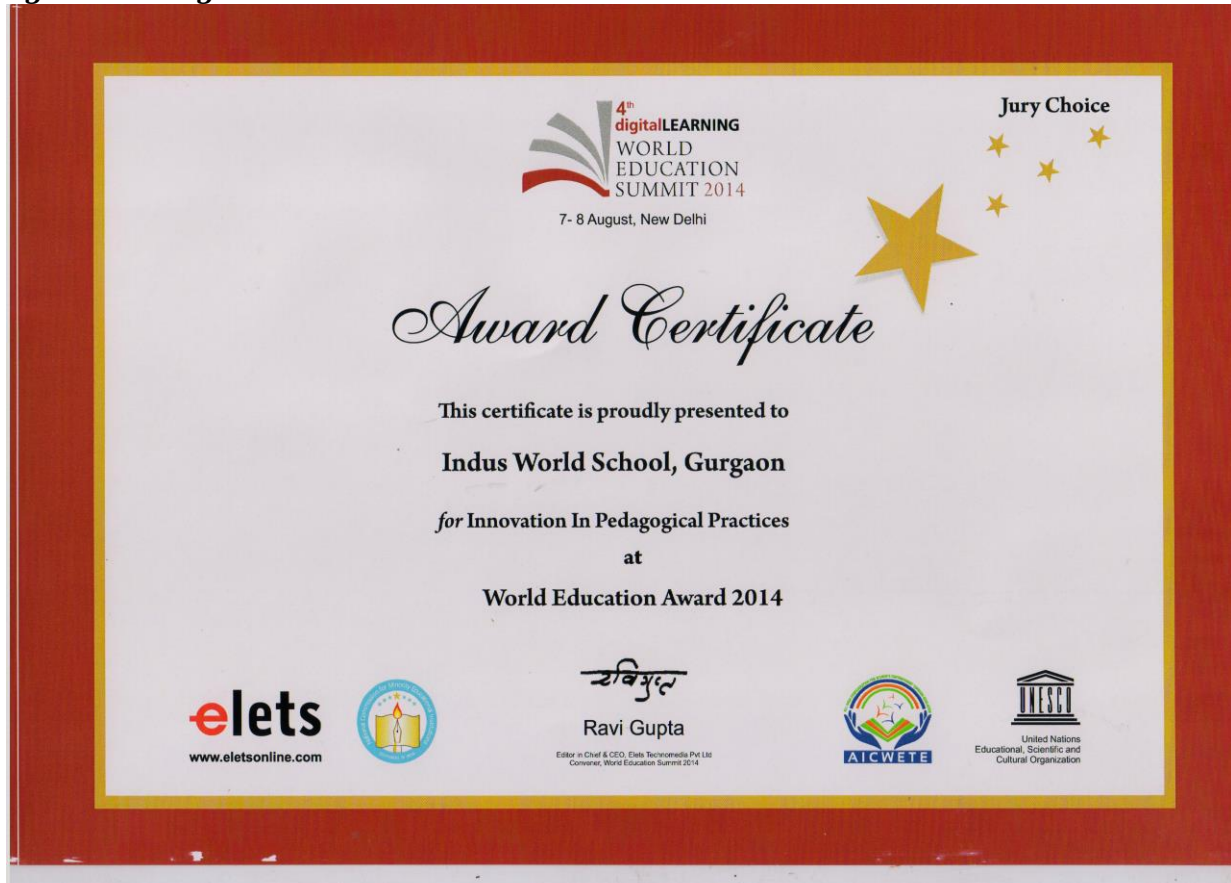 4th
digitalLEARNING
WORLD
EDUCATION
SUMMIT 2014
7- 8 August, New Delhi
Jury Choice
Award Certificate
This certificate is proudly presented to
Indus World School, Gurgaon
for Innovation In Pedagogical Practices
at
World Education Award 2014
elets
www.eletsonline.com
रवि गुप्त
Ravi Gupta
Editor in Chief & CEO, Elets Technomedia Pvt Ltd
Convener, World Education Summit 2014
AICWETE
UNESCO
United Nations
Educational, Scientific and
Cultural Organization